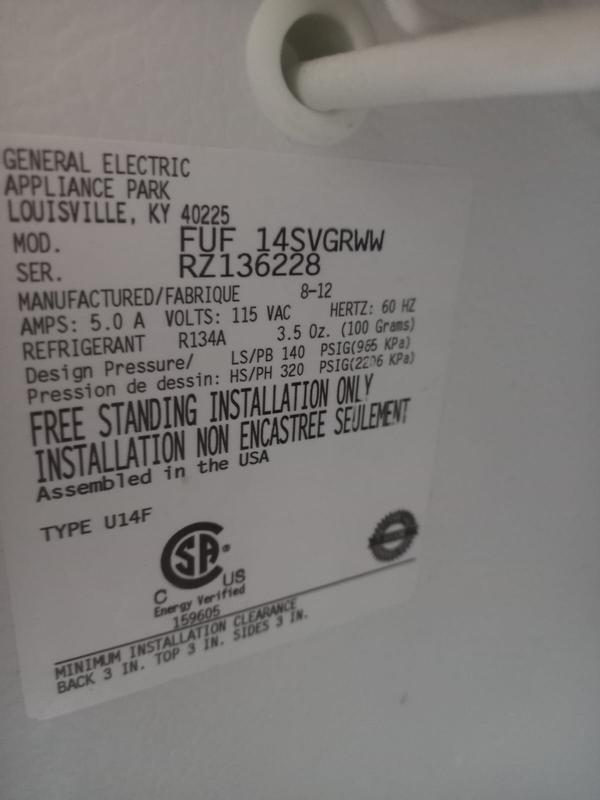 GENERAL ELECTRIC
APPLIANCE PARK
LOUISVILLE, KY 40225
MOD. FUF 14SVGRWW
SER. RZ136228
MANUFACTURED/FABRIQUE 8-12
AMPS: 5.0 A VOLTS: 115 VAC HERTZ: 60 HZ
REFRIGERANT R134A 3.5 Oz. (100 Grams)
Design Pressure/ LS/PB 140 PSIG(965 KPa)
Pression de dessin: HS/PH 320 PSIG(2206 KPa)
FREE STANDING INSTALLATION ONLY
INSTALLATION NON ENCASTREE SEULEMENT
Assembled in the USA
TYPE U14F
SA ®
C US
Energy Verified
159605
MINIMUM INSTALLATION CLEARANCE
BACK 3 IN. TOP 3 IN. SIDES 3 IN.